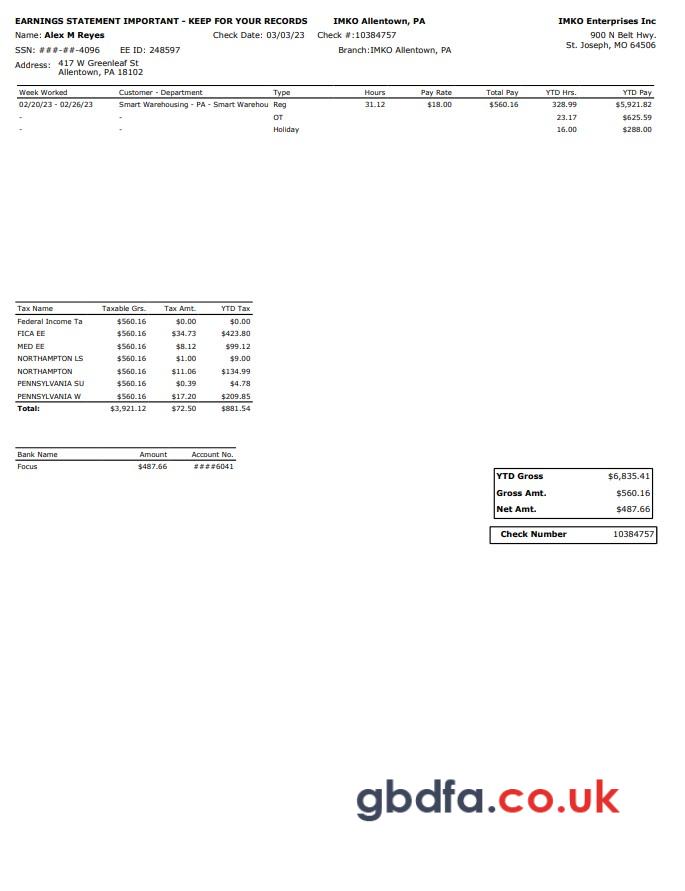 EARNINGS STATEMENT IMPORTANT - KEEP FOR YOUR RECORDS IMKO Allentown, PA IMKO Enterprises Inc
Name: Alex M Reyes Check Date: 03/03/23 Check #:10384757 900 N Belt Hwy.
SSN: ###-##-4096 EE ID: 248597 Branch:IMKO Allentown, PA St. Joseph, MO 64506
Address: 417 W Greenleaf St
Allentown, PA 18102
Week Worked Customer - Department Type Hours Pay Rate Total Pay YTD Hrs. YTD Pay
02/20/23 - 02/26/23 Smart Warehousing - PA - Smart Warehou Reg 31.12 $18.00 $560.16 328.99 $5,921.82
- - OT 23.17 $625.59
- - Holiday 16.00 $288.00
Tax Name Taxable Grs. Tax Amt. YTD Tax
Federal Income Ta $560.16 $0.00 $0.00
FICA EE $560.16 $34.73 $423.80
MED EE $560.16 $8.12 $99.12
NORTHAMPTON LS $560.16 $1.00 $9.00
NORTHAMPTON $560.16 $11.06 $134.99
PENNSYLVANIA SU $560.16 $0.39 $4.78
PENNSYLVANIA W $560.16 $17.20 $209.85
Total: $3,921.12 $72.50 $881.54
Bank Name Amount Account No.
Focus $487.66 ####6041
YTD Gross $6,835.41
Gross Amt. $560.16
Net Amt. $487.66
Check Number 10384757
gbdfa.co.uk